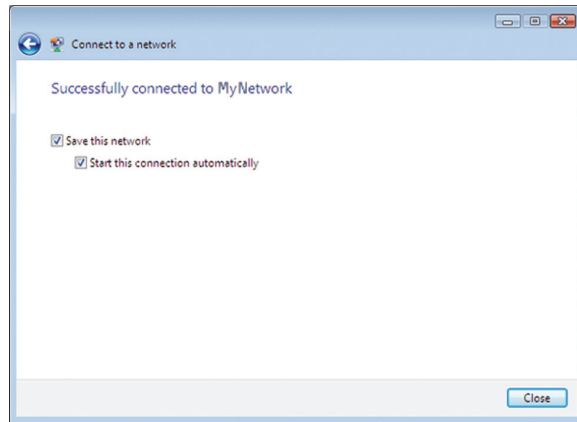 Connect to a network
Successfully connected to MyNetwork
Save this network
Start this connection automatically
Close